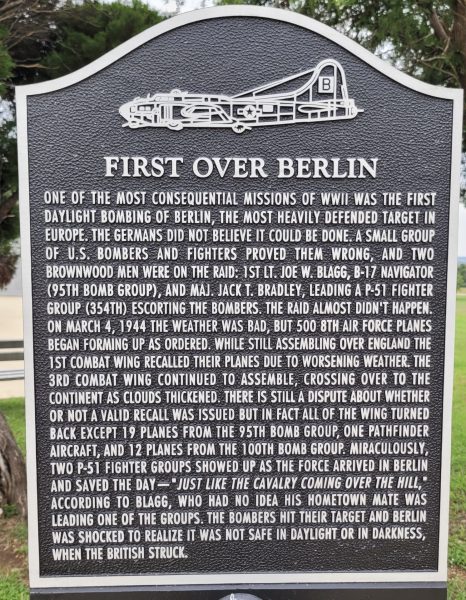 B
FIRST OVER BERLIN
ONE OF THE MOST CONSEQUENTIAL MISSIONS OF WWII WAS THE FIRST
DAYLIGHT BOMBING OF BERLIN, THE MOST HEAVILY DEFENDED TARGET IN
EUROPE. THE GERMANS DID NOT BELIEVE IT COULD BE DONE. A SMALL GROUP
OF U.S. BOMBERS AND FIGHTERS PROVED THEM WRONG, AND TWO
BROWNWOOD MEN WERE ON THE RAID: 1ST LT. JOE W. BLAGG, B-17 NAVIGATOR
(95TH BOMB GROUP), AND MAJ. JACK T. BRADLEY, LEADING A P-51 FIGHTER
GROUP (354TH) ESCORTING THE BOMBERS. THE RAID ALMOST DIDN'T HAPPEN.
ON MARCH 4, 1944 THE WEATHER WAS BAD, BUT 500 8TH AIR FORCE PLANES
BEGAN FORMING UP AS ORDERED. WHILE STILL ASSEMBLING OVER ENGLAND THE
1ST COMBAT WING RECALLED THEIR PLANES DUE TO WORSENING WEATHER. THE
3RD COMBAT WING CONTINUED TO ASSEMBLE, CROSSING OVER TO THE
CONTINENT AS CLOUDS THICKENED. THERE IS STILL A DISPUTE ABOUT WHETHER
OR NOT A VALID RECALL WAS ISSUED BUT IN FACT ALL OF THE WING TURNED
BACK EXCEPT 19 PLANES FROM THE 95TH BOMB GROUP, ONE PATHFINDER
AIRCRAFT, AND 12 PLANES FROM THE 100TH BOMB GROUP. MIRACULOUSLY,
TWO P-51 FIGHTER GROUPS SHOWED UP AS THE FORCE ARRIVED IN BERLIN
AND SAVED THE DAY—"JUST LIKE THE CAVALRY COMING OVER THE HILL,"
ACCORDING TO BLAGG, WHO HAD NO IDEA HIS HOMETOWN MATE WAS
LEADING ONE OF THE GROUPS. THE BOMBERS HIT THEIR TARGET AND BERLIN
WAS SHOCKED TO REALIZE IT WAS NOT SAFE IN DAYLIGHT OR IN DARKNESS,
WHEN THE BRITISH STRUCK.